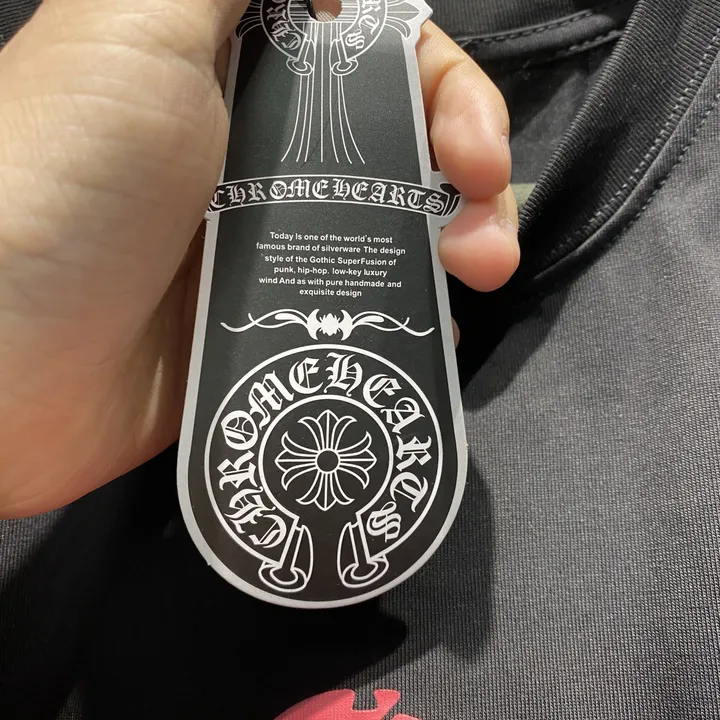 CHROMEHEARTS
Today Is one of the world's most
famous brand of silverware The design
style of the Gothic SuperFusion of
punk, hip-hop. low-key luxury
wind And as with pure handmade and
exquisite design
CHROMEHEARTS